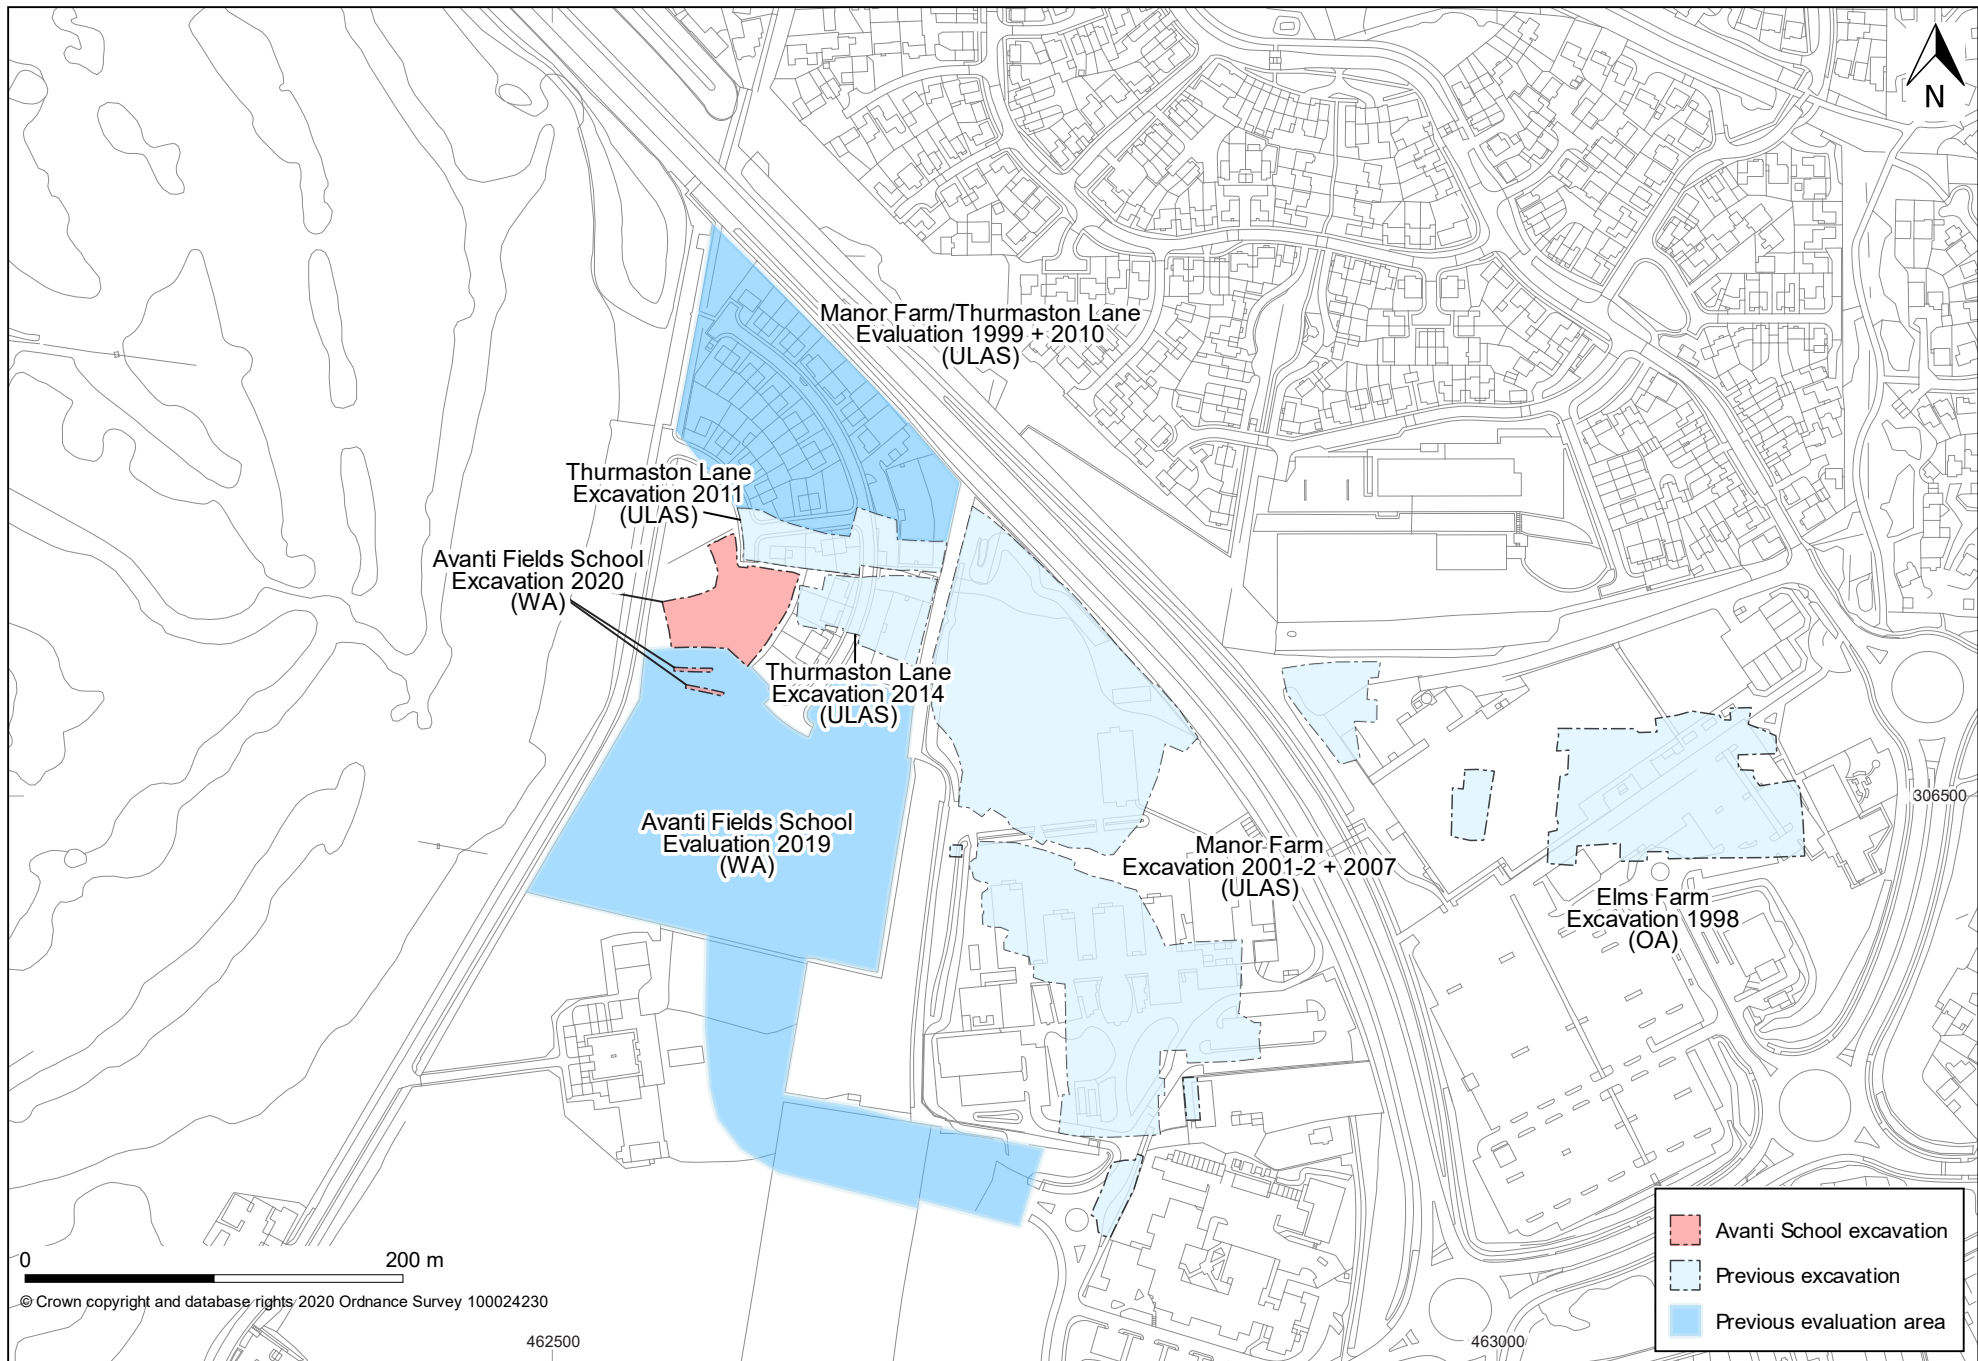 N
Manor Farm/Thurmaston Lane
Evaluation 1999 + 2010
(ULAS)
Thurmaston Lane
Excavation 2011
(ULAS)
Avanti Fields School
Excavation 2020
(WA)
Thurmaston Lane
Excavation 2014
(ULAS)
Avanti Fields School
Evaluation 2019
(WA)
Manor Farm
Excavation 2001-2 + 2007
(ULAS)
306500
Elms Farm
Excavation 1998
(OA)
Avanti School excavation
Previous excavation
Previous evaluation area
0 200 m
© Crown copyright and database rights 2020 Ordnance Survey 100024230
462500
463000